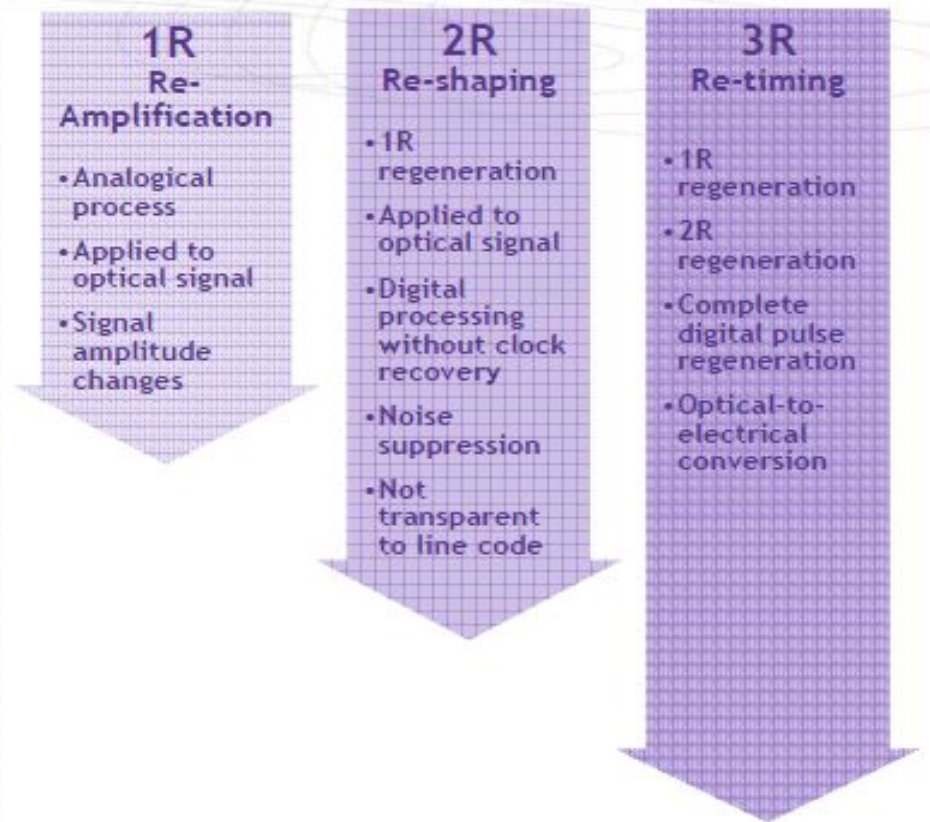 1R
Re-
Amplification
•Analogical
process
•Applied to
optical signal
•Signal
amplitude
changes
2R
Re-shaping
•1R
regeneration
•Applied to
optical signal
•Digital
processing
without clock
recovery
•Noise
suppression
•Not
transparent
to line code
3R
Re-timing
•1R
regeneration
•2R
regeneration
•Complete
digital pulse
regeneration
•Optical-to-
electrical
conversion